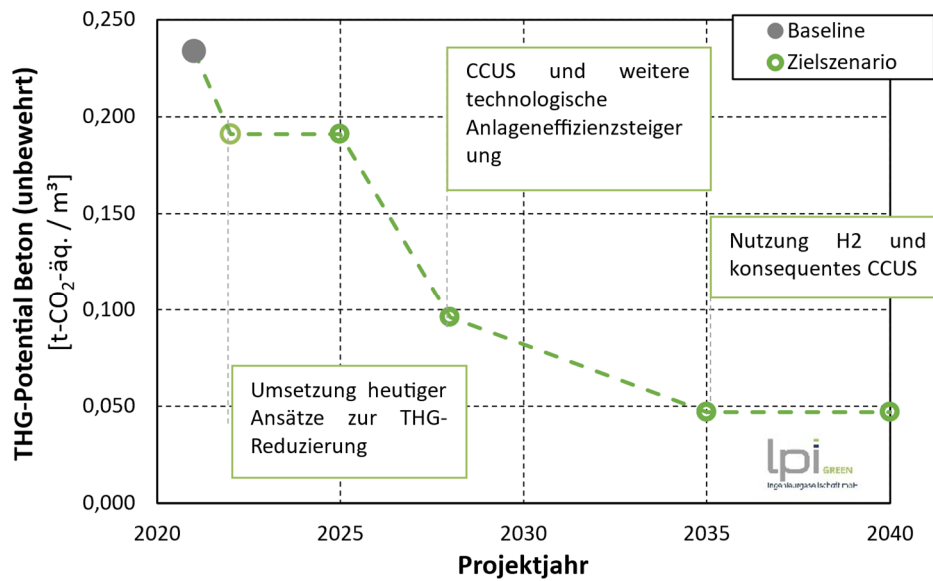 THG-Potential Beton (unbewehrt)
[t-CO₂-äq. / m³]
0,250
0,200
0,150
0,100
0,050
0,000
Baseline
Zielszenario
CCUS und weitere
technologische
Anlageneffizienzsteiger
ung
Nutzung H2 und
konsequentes CCUS
Umsetzung heutiger
Ansätze zur THG-
Reduzierung
lpi GREEN
Ingenieurgesellschaft mbH
2020 2025 2030 2035 2040
Projektjahr